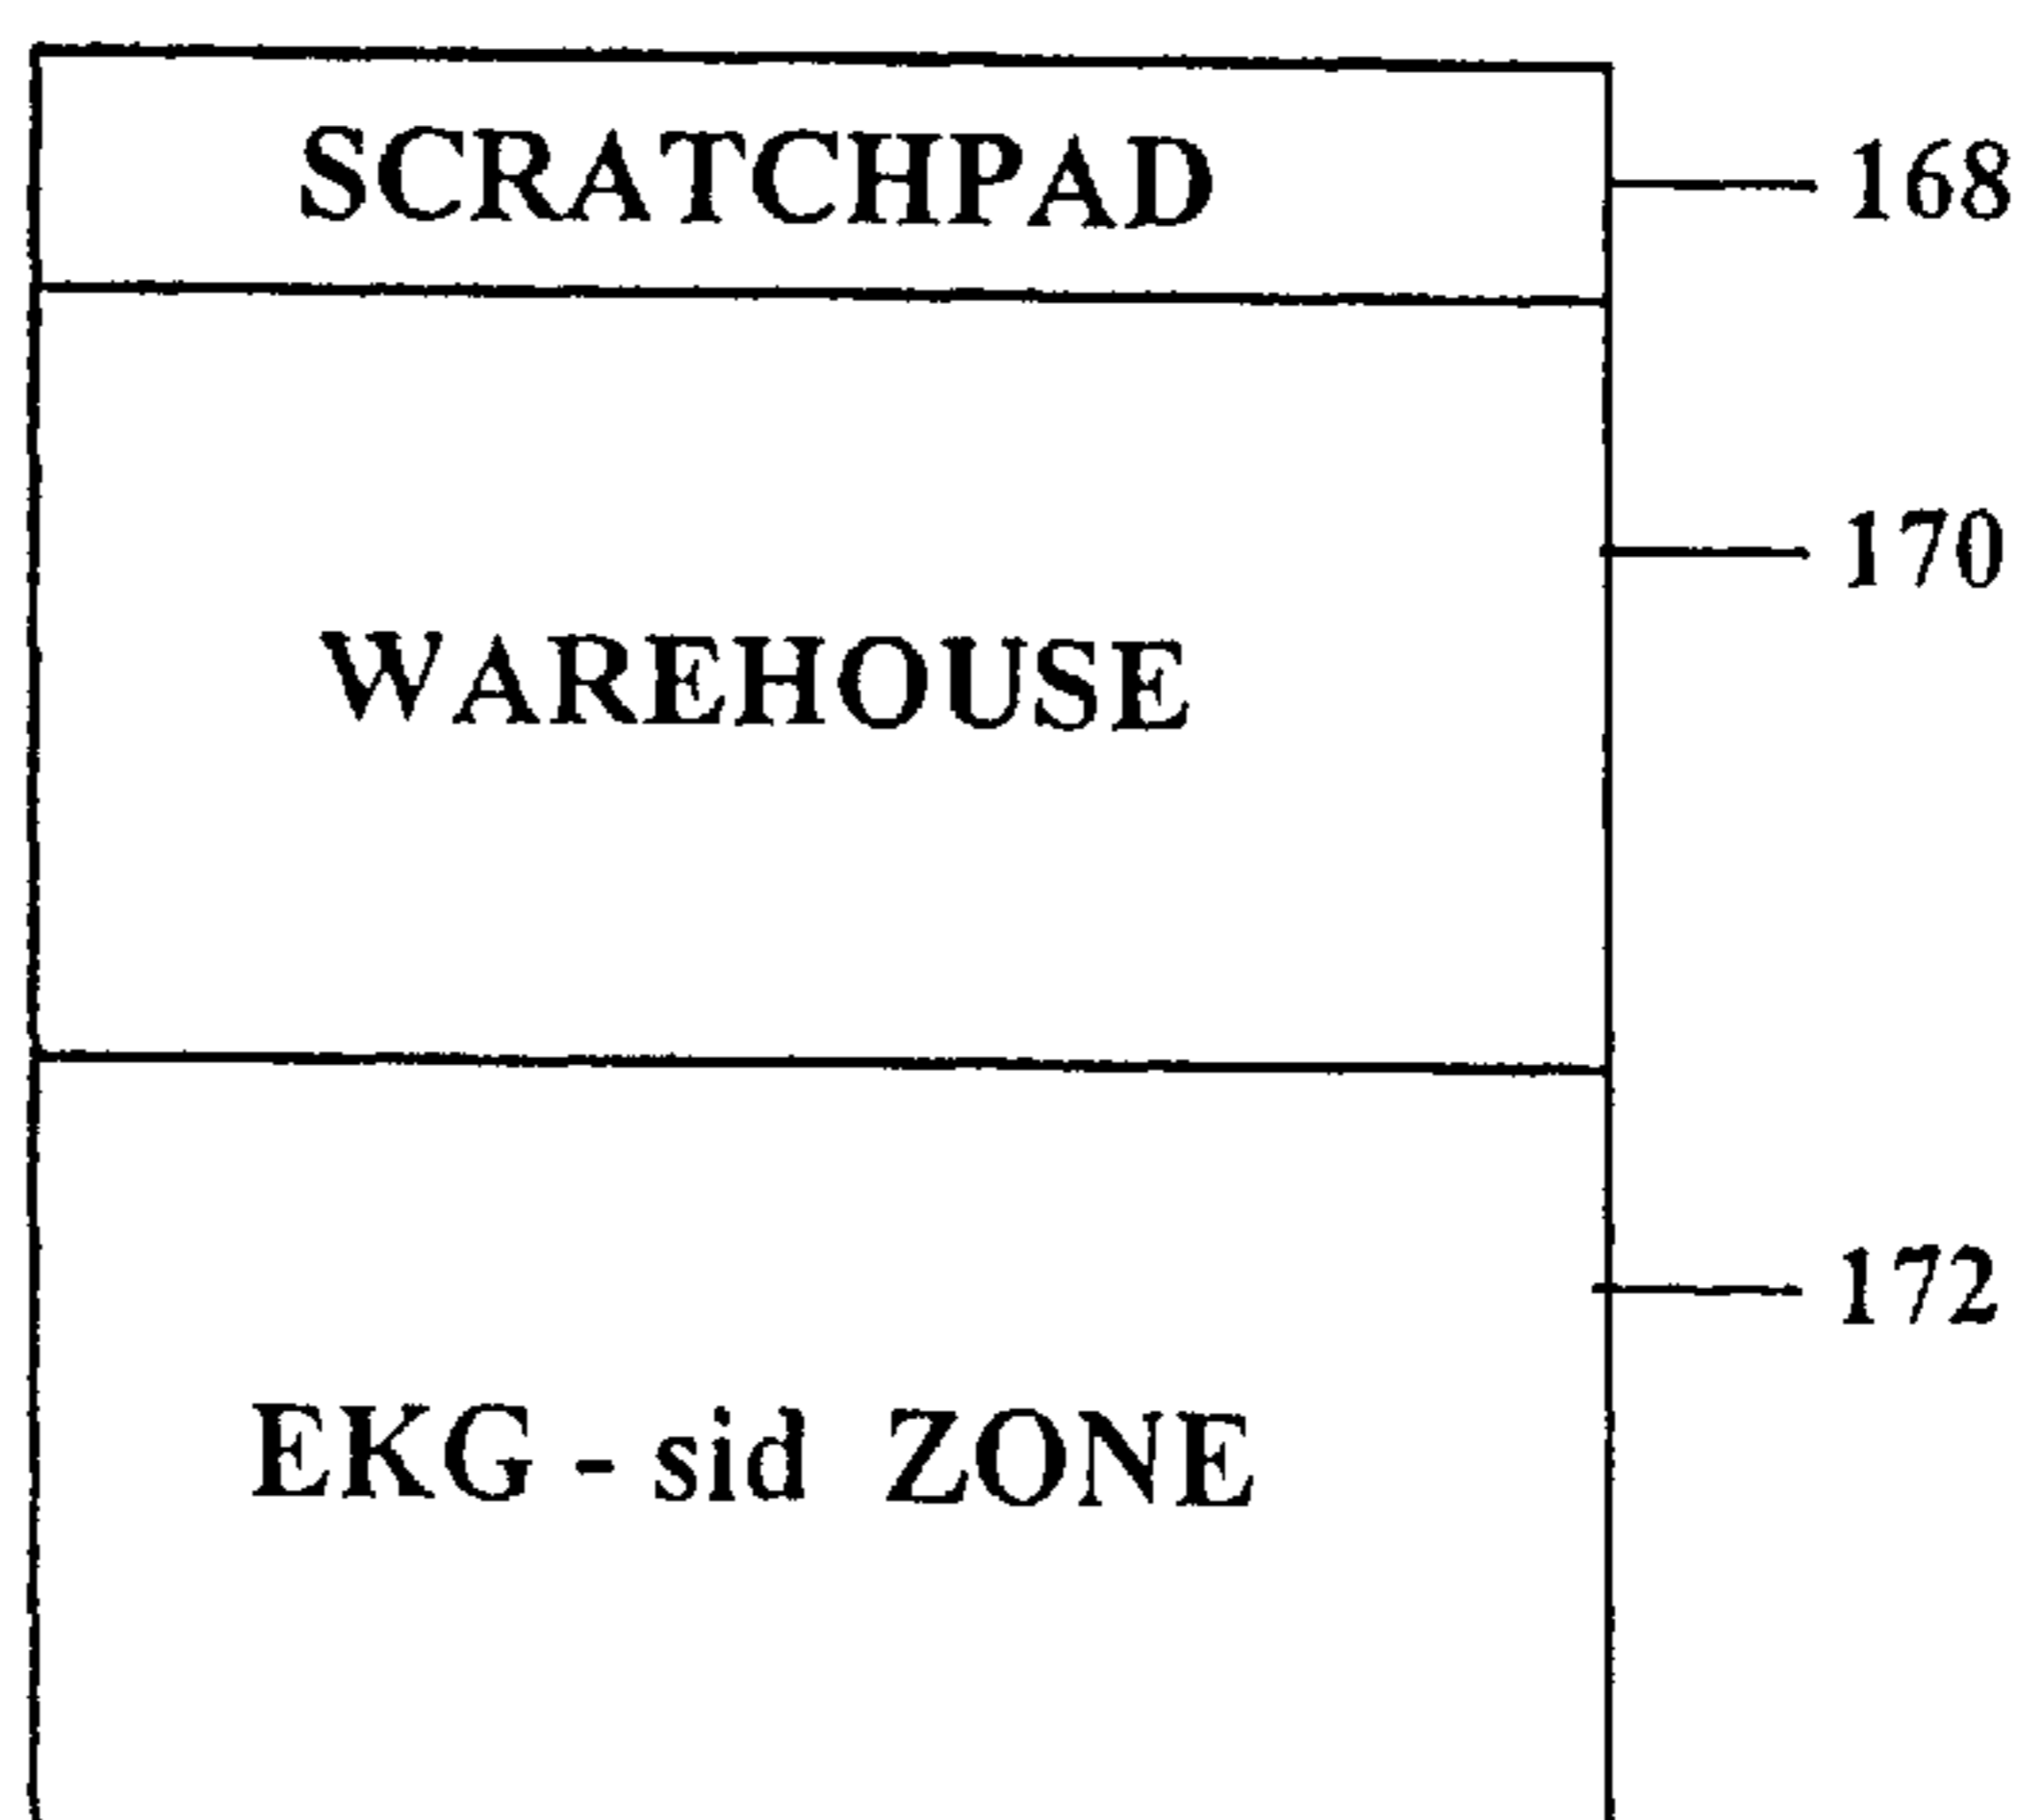 SCRATCHPAD
168
170
WAREHOUSE
172
EKG - sid ZONE